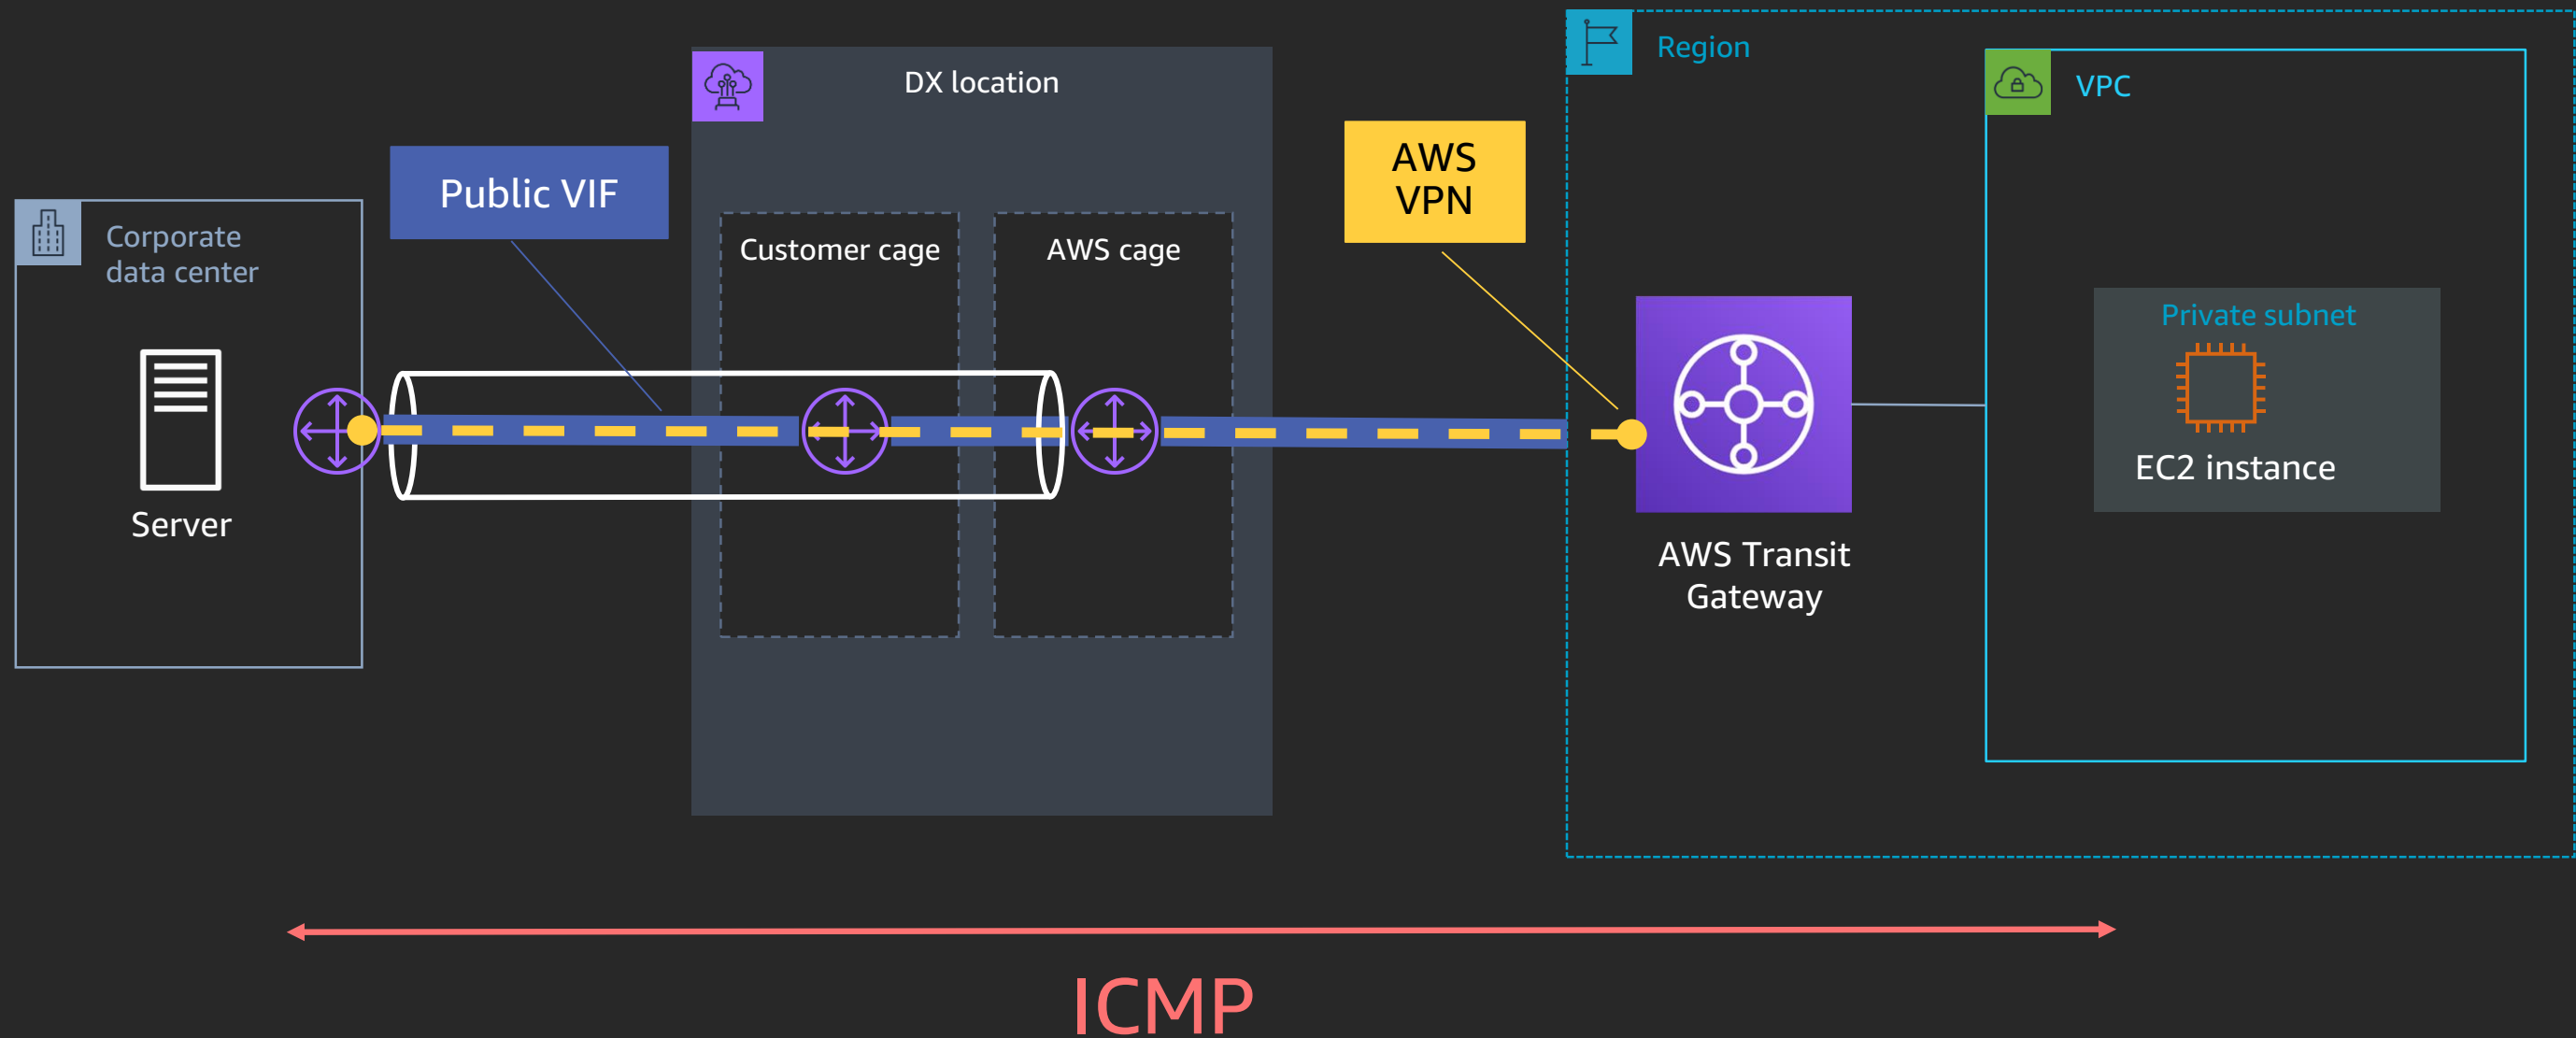 Corporate
data center
Server
Public VIF
DX location
Customer cage
AWS cage
AWS
VPN
Region
AWS Transit
Gateway
VPC
Private subnet
EC2 instance
ICMP